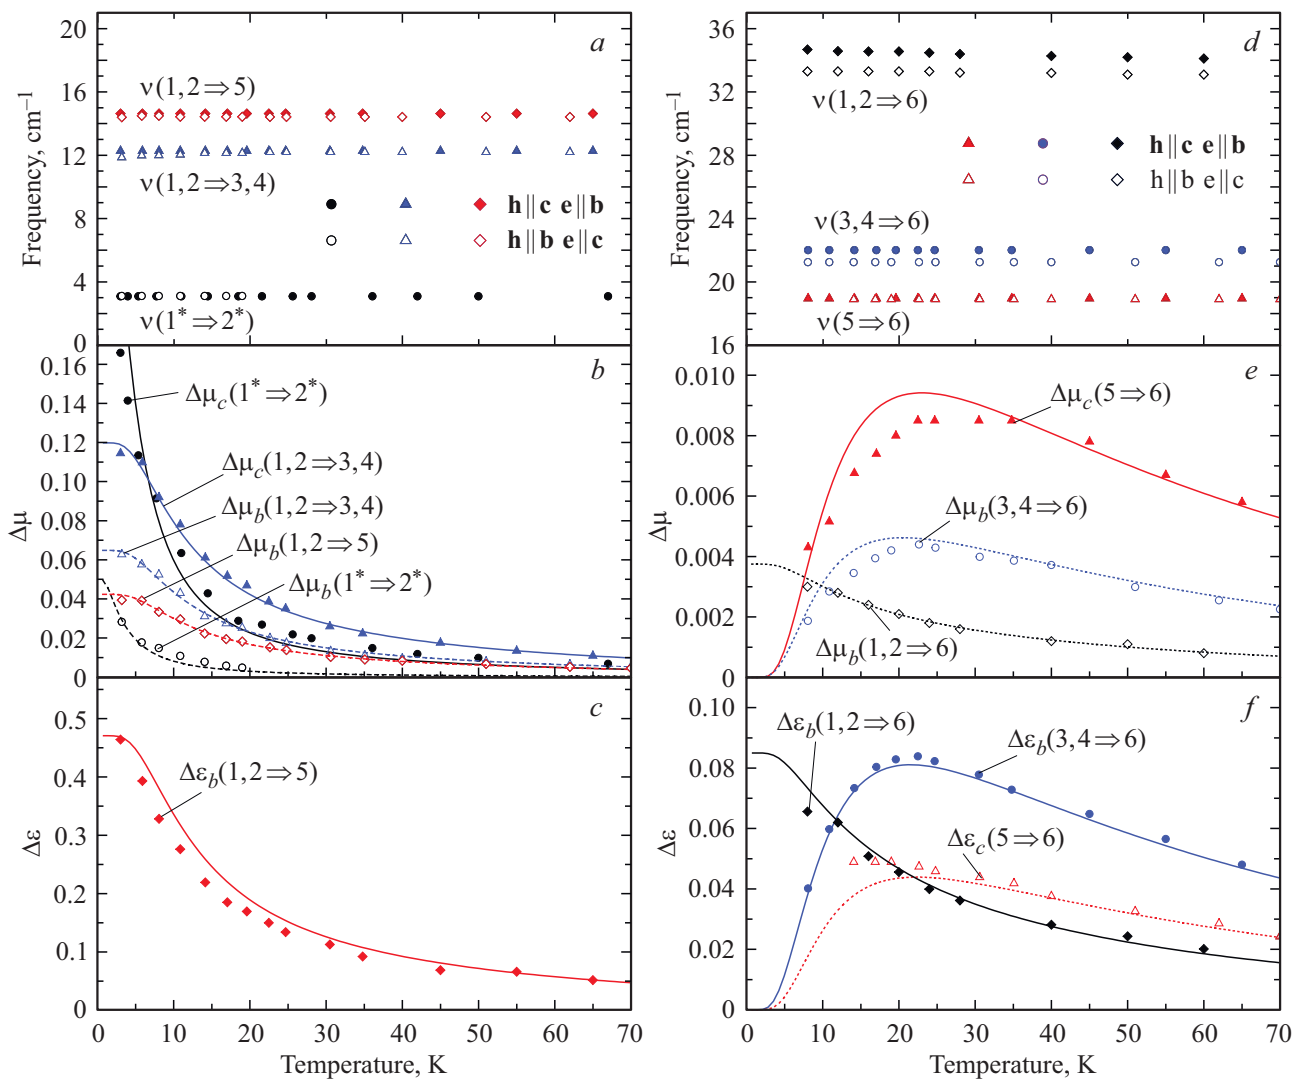 a
20
16
12
8
4
0
Frequency, cm⁻¹
ν(1,2⇒5)
ν(1,2⇒3,4)
h||c e||b
h||b e||c
ν(1*⇒2*)
b
0.16
0.14
0.12
0.10
0.08
0.06
0.04
0.02
0
Δμ
Δμc(1*⇒2*)
Δμc(1,2⇒3,4)
Δμb(1,2⇒3,4)
Δμb(1,2⇒5)
Δμb(1*⇒2*)
c
0.5
0.4
0.3
0.2
0.1
0
Δε
Δεb(1,2⇒5)
0 10 20 30 40 50 60 70
Temperature, K
d
36
32
28
24
22
16
Frequency, cm⁻¹
ν(1,2⇒6)
h||c e||b
h||b e||c
ν(3,4⇒6)
ν(5⇒6)
e
0.010
0.008
0.006
0.004
0.002
0
Δμ
Δμc(5⇒6)
Δμb(3,4⇒6)
Δμb(1,2⇒6)
f
0.10
0.08
0.06
0.04
0.02
0
Δε
Δεb(1,2⇒6)
Δεb(3,4⇒6)
Δεc(5⇒6)
0 10 20 30 40 50 60 70
Temperature, K